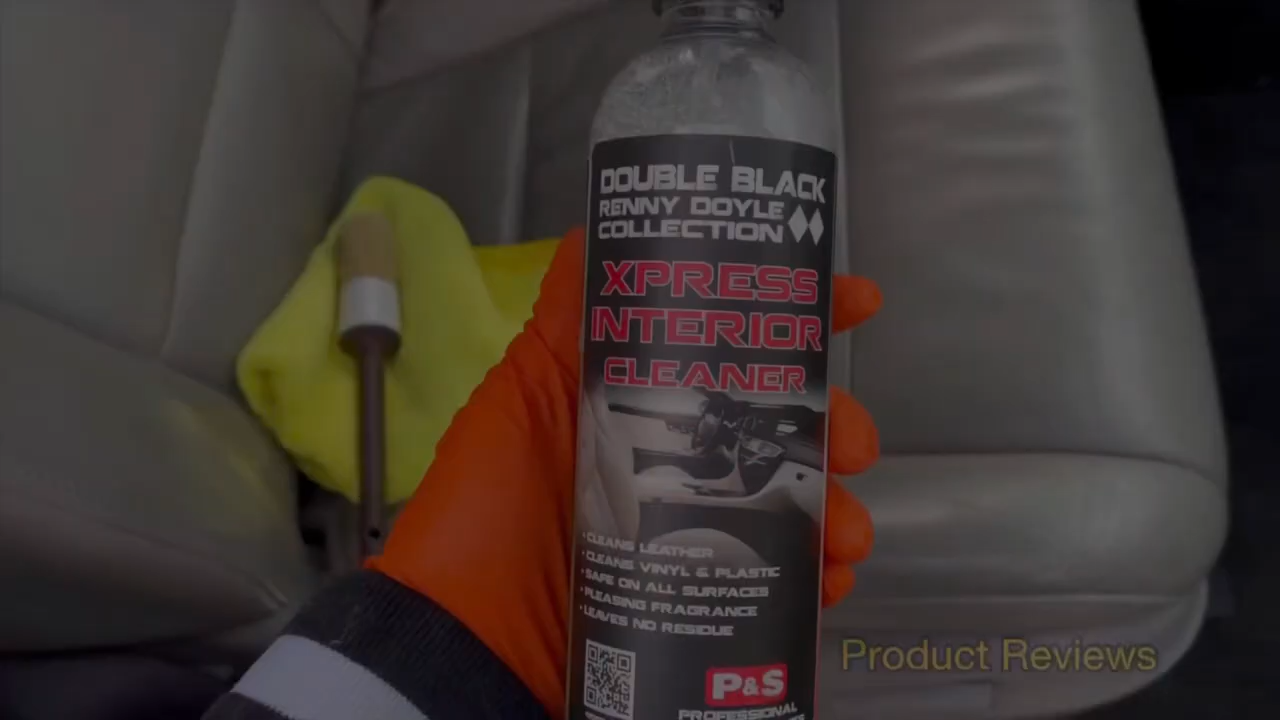 DOUBLE BLACK
RENNY DOYLE
COLLECTION
XPRESS
INTERIOR
CLEANER
• CLEANS LEATHER
• CLEANS VINYL & PLASTIC
• SAFE ON ALL SURFACES
• PLEASING FRAGRANCE
• LEAVES NO RESIDUE
P&S
PROFESSIONAL
Product Reviews